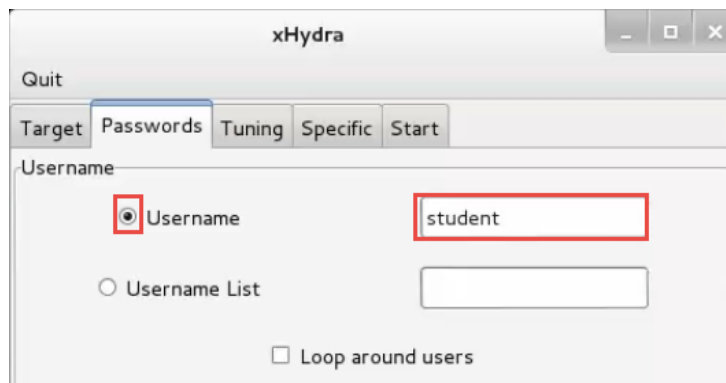 xHydra
Quit
Target Passwords Tuning Specific Start
Username
Username student
Username List
Loop around users